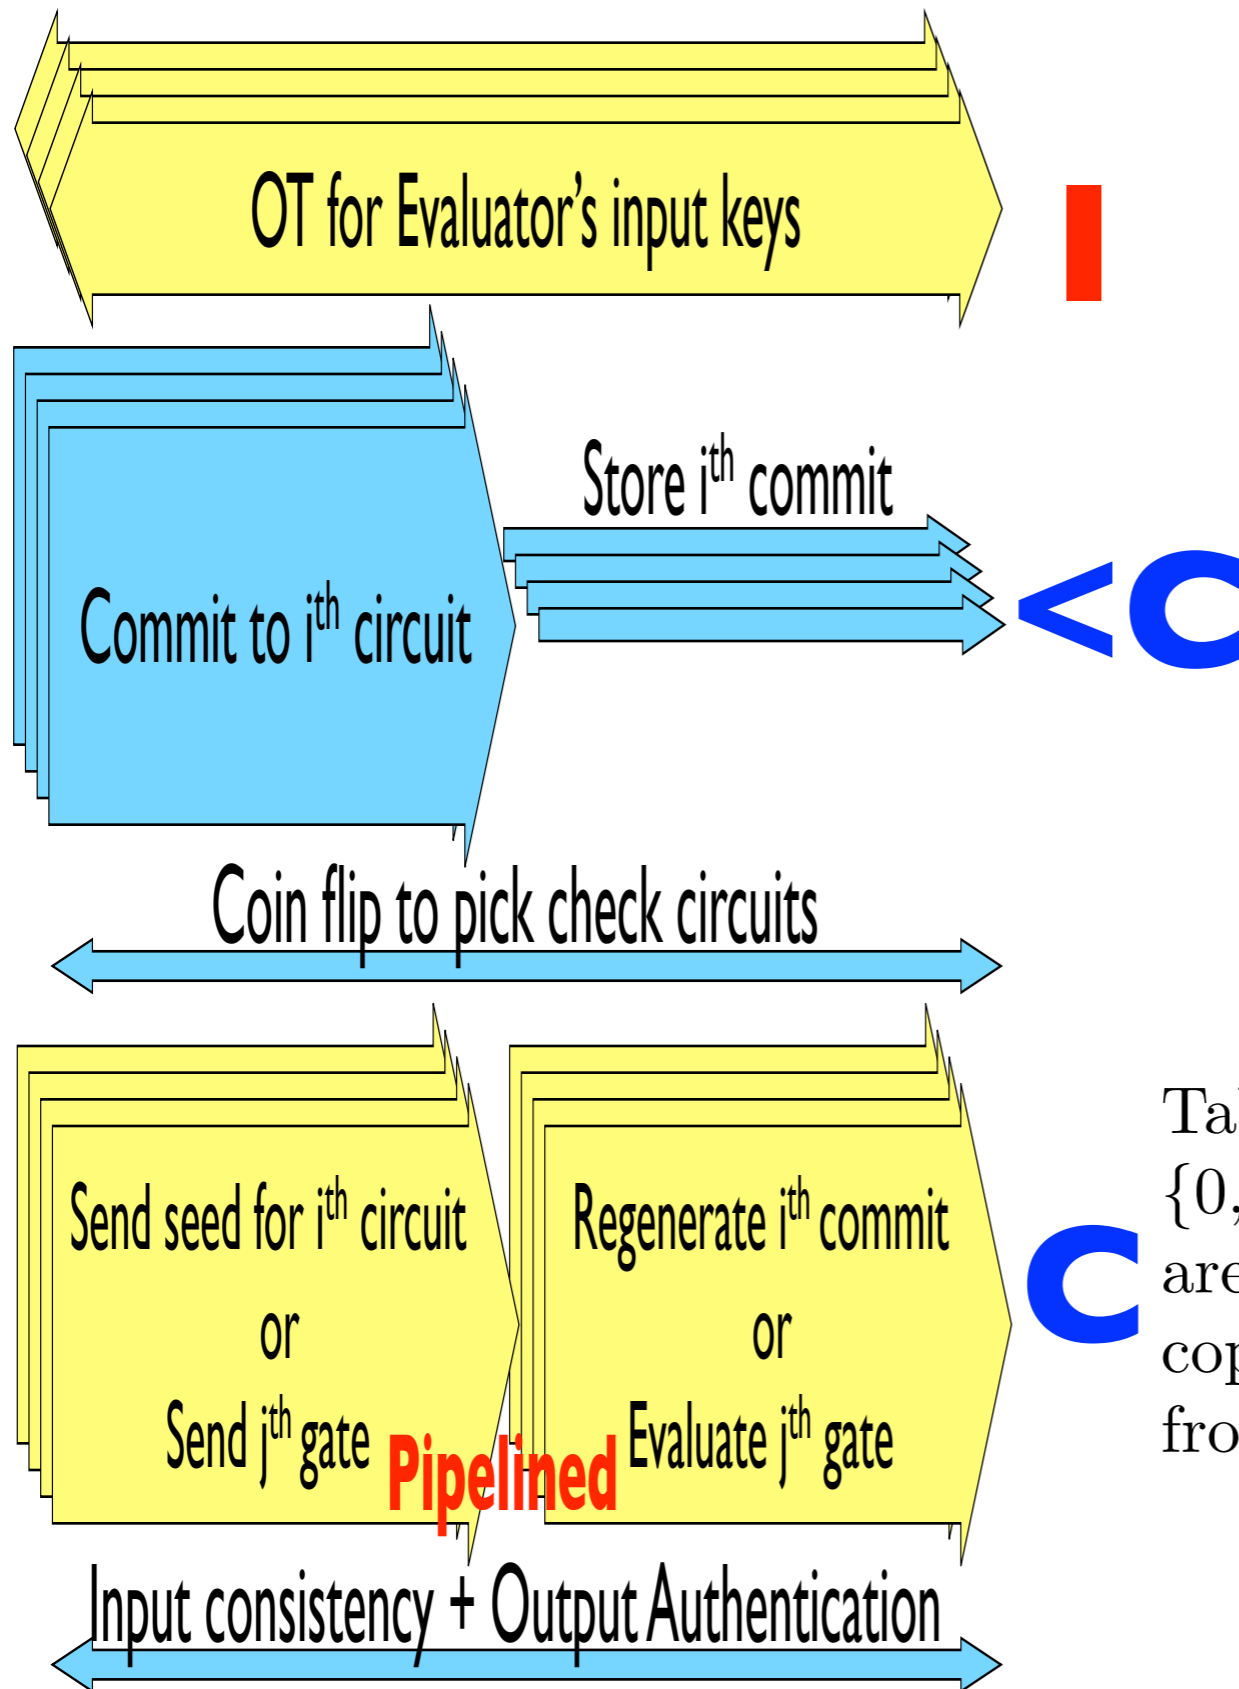 OT for Evaluator's input keys
I
Store ith commit
Commit to ith circuit
<C
Coin flip to pick check circuits
Send seed for ith circuit
or
Send jth gate
Regenerate ith commit
or
Evaluate jth gate
Pipelined
C
{0,
are
Input consistency + Output Authentication